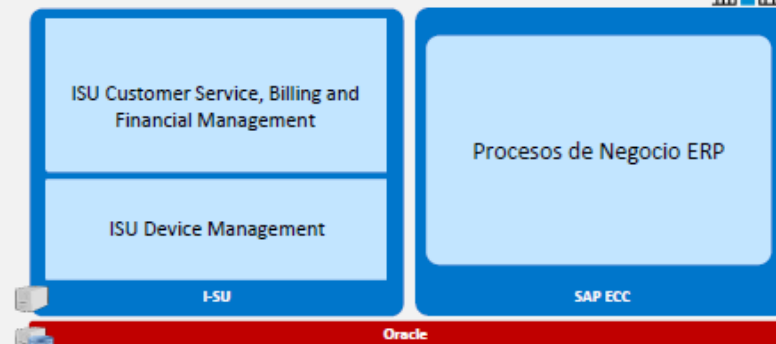 ISU Customer Service, Billing and
Financial Management
ISU Device Management
I-SU
Procesos de Negocio ERP
SAP ECC
Oracle